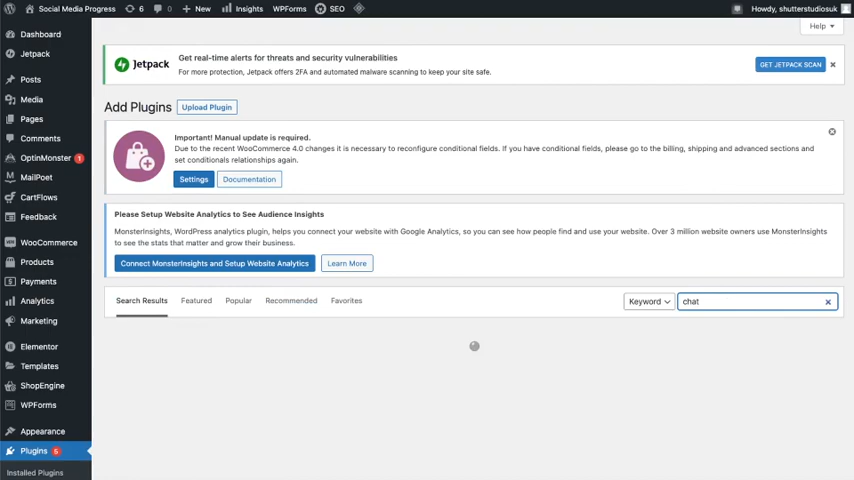 Social Media Progress
6
0
New
Insights
WPForms
SEO
Howdy, shutterstudiosuk
Help
Dashboard
Jetpack
Posts
Media
Pages
Comments
OptinMonster 1
MailPoet
CartFlows
Feedback
WooCommerce
Products
Payments
Analytics
Marketing
Elementor
Templates
ShopEngine
WPForms
Appearance
Plugins 5
Installed Plugins
Jetpack
Get real-time alerts for threats and security vulnerabilities
For more protection, Jetpack offers 2FA and automated malware scanning to keep your site safe.
GET JETPACK SCAN
Add Plugins
Upload Plugin
Important! Manual update is required.
Due to the recent WooCommerce 4.0 changes it is necessary to reconfigure conditional fields. If you have conditional fields, please go to the billing, shipping and advanced sections and
set conditionals relationships again.
Settings
Documentation
Please Setup Website Analytics to See Audience Insights
MonsterInsights, WordPress analytics plugin, helps you connect your website with Google Analytics, so you can see how people find and use your website. Over 3 million website owners use MonsterInsights
to see the stats that matter and grow their business.
Connect MonsterInsights and Setup Website Analytics
Learn More
Search Results
Featured
Popular
Recommended
Favorites
Keyword
chat